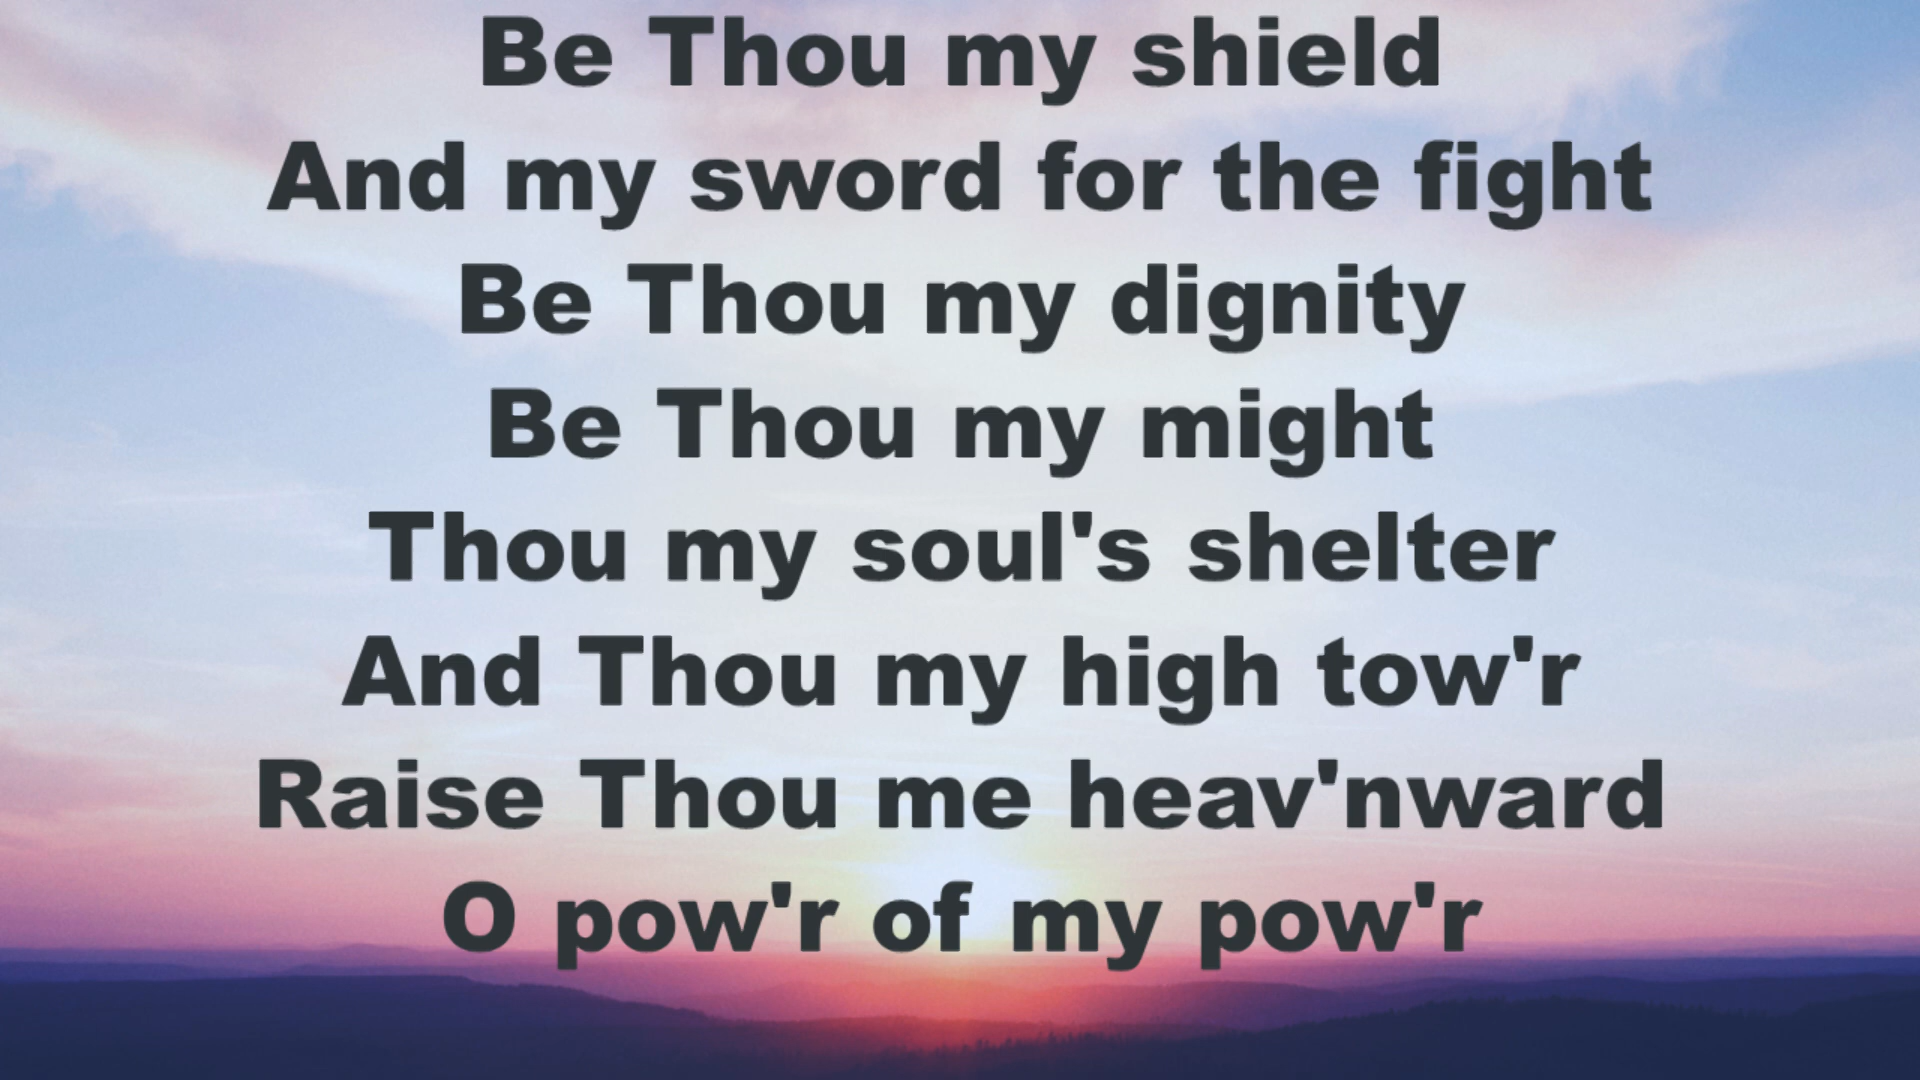 Be Thou my shield
And my sword for the fight
Be Thou my dignity
Be Thou my might
Thou my soul's shelter
And Thou my high tow'r
Raise Thou me heav'nward
O pow'r of my pow'r